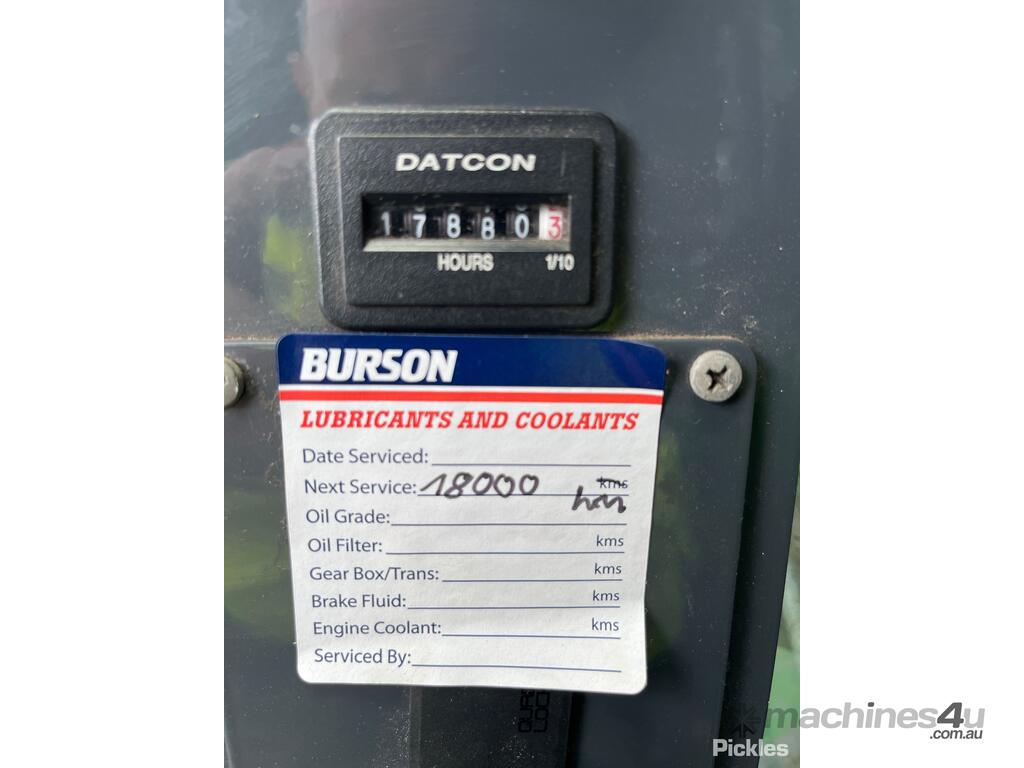 DATCON
178803
HOURS 1/10
BURSON
LUBRICANTS AND COOLANTS
Date Serviced:
Next Service: 18000 kms
hrs
Oil Grade:
Oil Filter: kms
Gear Box/Trans: kms
Brake Fluid: kms
Engine Coolant: kms
Serviced By:
machines4u
.com.au
Pickles